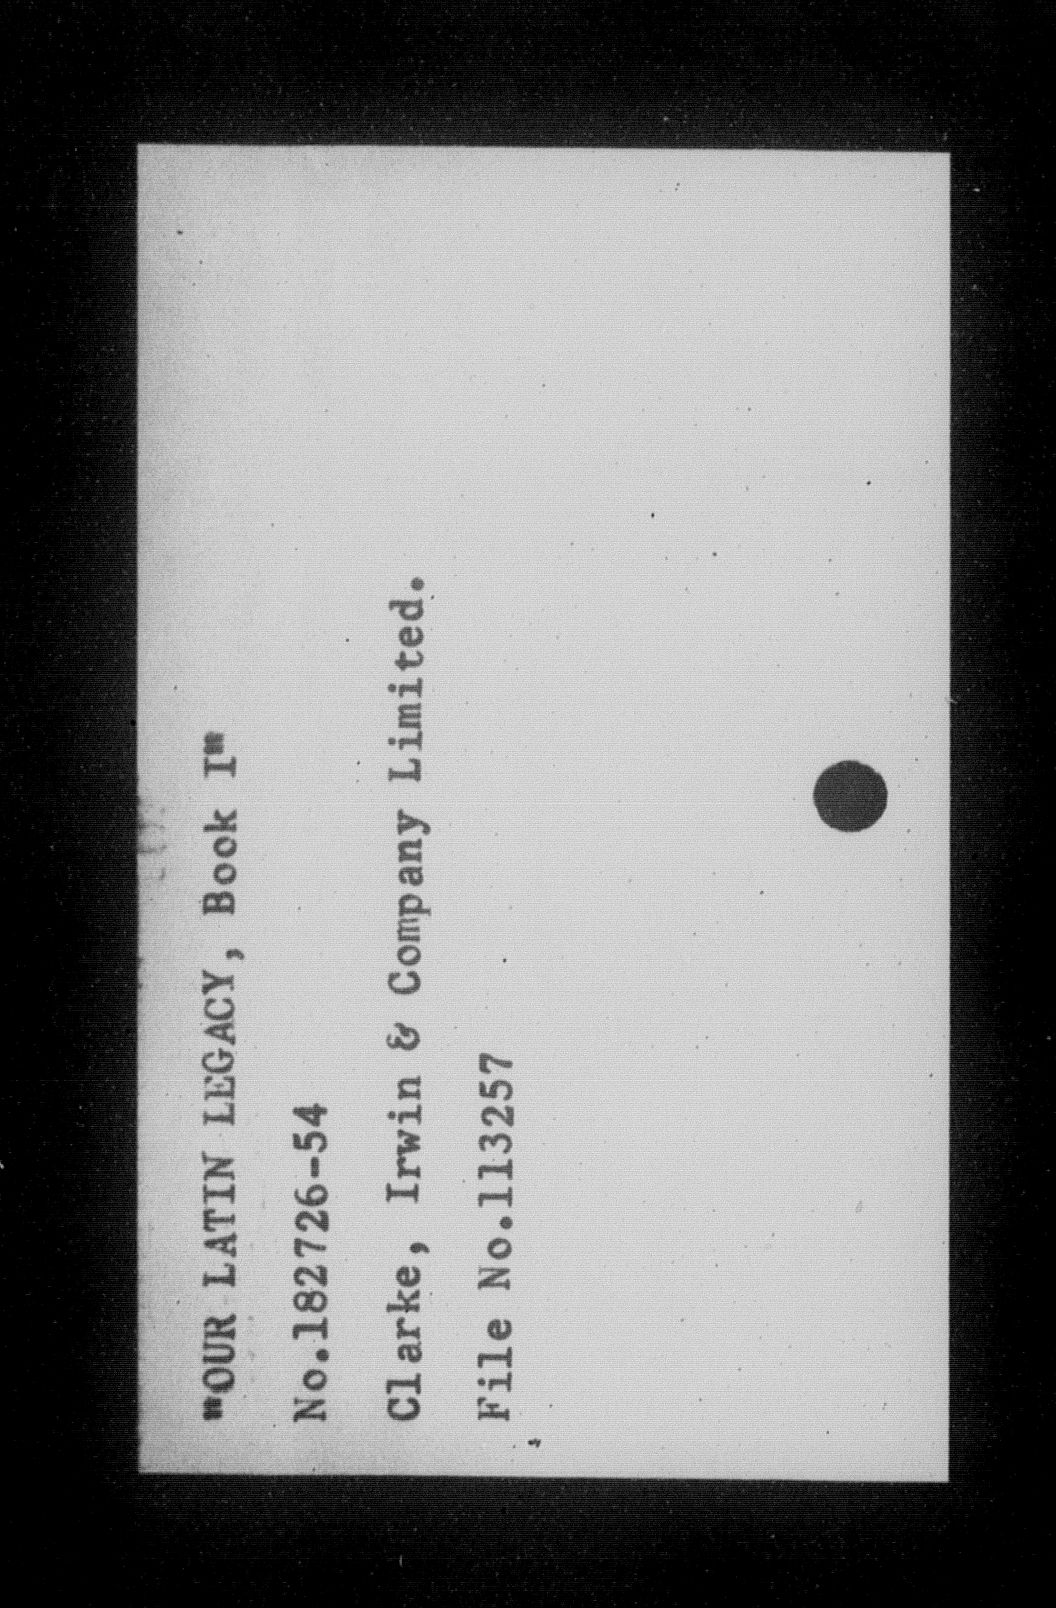 "OUR LATIN LEGACY, Book I"
No.182726-54
Clarke, Irwin & Company Limited.
File No.113257